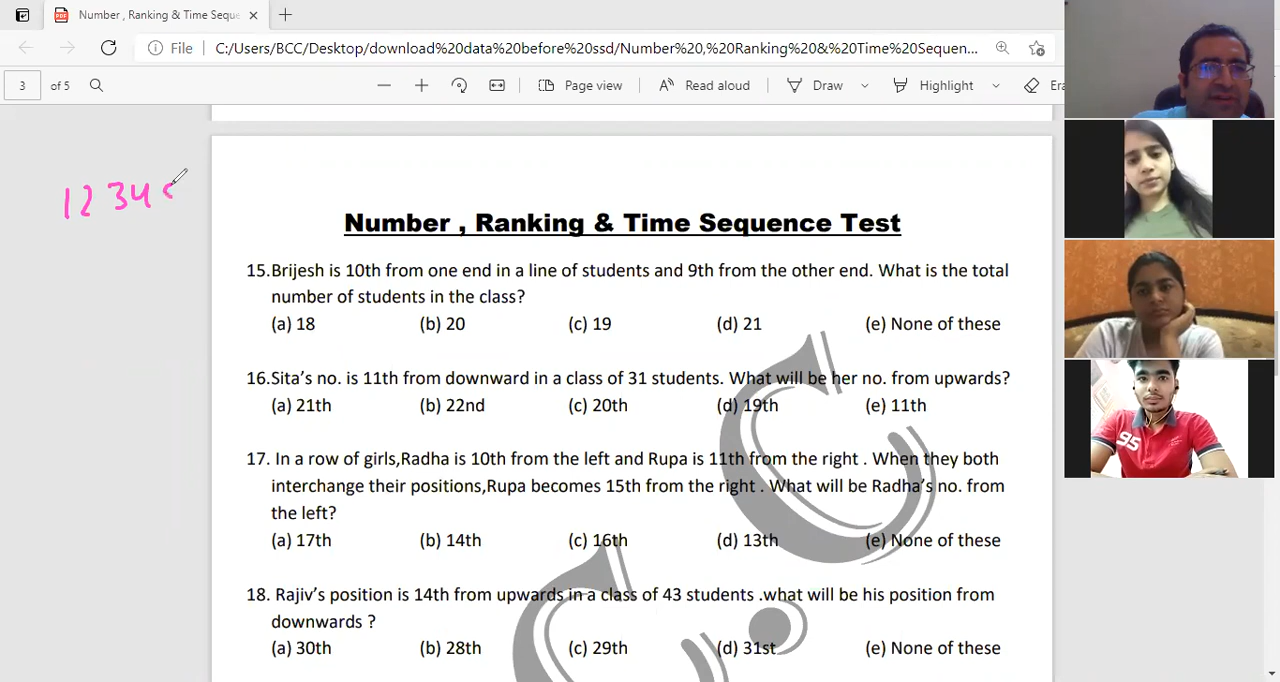 Number , Ranking & Time Seque
File C:/Users/BCC/Desktop/download%20data%20before%20ssd/Number%20,%20Ranking%20&%20Time%20Sequen...
3 of 5 Page view Read aloud Draw Highlight Era
1234
Number , Ranking & Time Sequence Test
15.Brijesh is 10th from one end in a line of students and 9th from the other end. What is the total
number of students in the class?
(a) 18 (b) 20 (c) 19 (d) 21 (e) None of these
16.Sita's no. is 11th from downward in a class of 31 students. What will be her no. from upwards?
(a) 21th (b) 22nd (c) 20th (d) 19th (e) 11th
17. In a row of girls,Radha is 10th from the left and Rupa is 11th from the right . When they both
interchange their positions,Rupa becomes 15th from the right . What will be Radha's no. from
the left?
(a) 17th (b) 14th (c) 16th (d) 13th (e) None of these
18. Rajiv's position is 14th from upwards in a class of 43 students .what will be his position from
downwards ?
(a) 30th (b) 28th (c) 29th (d) 31st (e) None of these
95